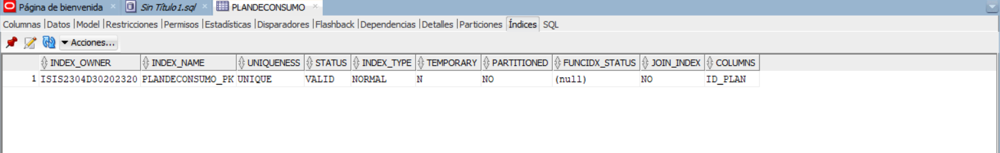 Página de bienvenida Sin Título1.sql PLANDECONSUMO
Columnas |Datos |Model |Restricciones |Permisos |Estadísticas |Disparadores |Flashback |Dependencias |Detalles |Particiones |Índices |SQL
Acciones...
INDEX_OWNER INDEX_NAME UNIQUENESS STATUS INDEX_TYPE TEMPORARY PARTITIONED FUNCIDX_STATUS JOIN_INDEX COLUMNS
1 ISIS2304D30202320 PLANDECONSUMO_PK UNIQUE VALID NORMAL N NO (null) NO ID_PLAN